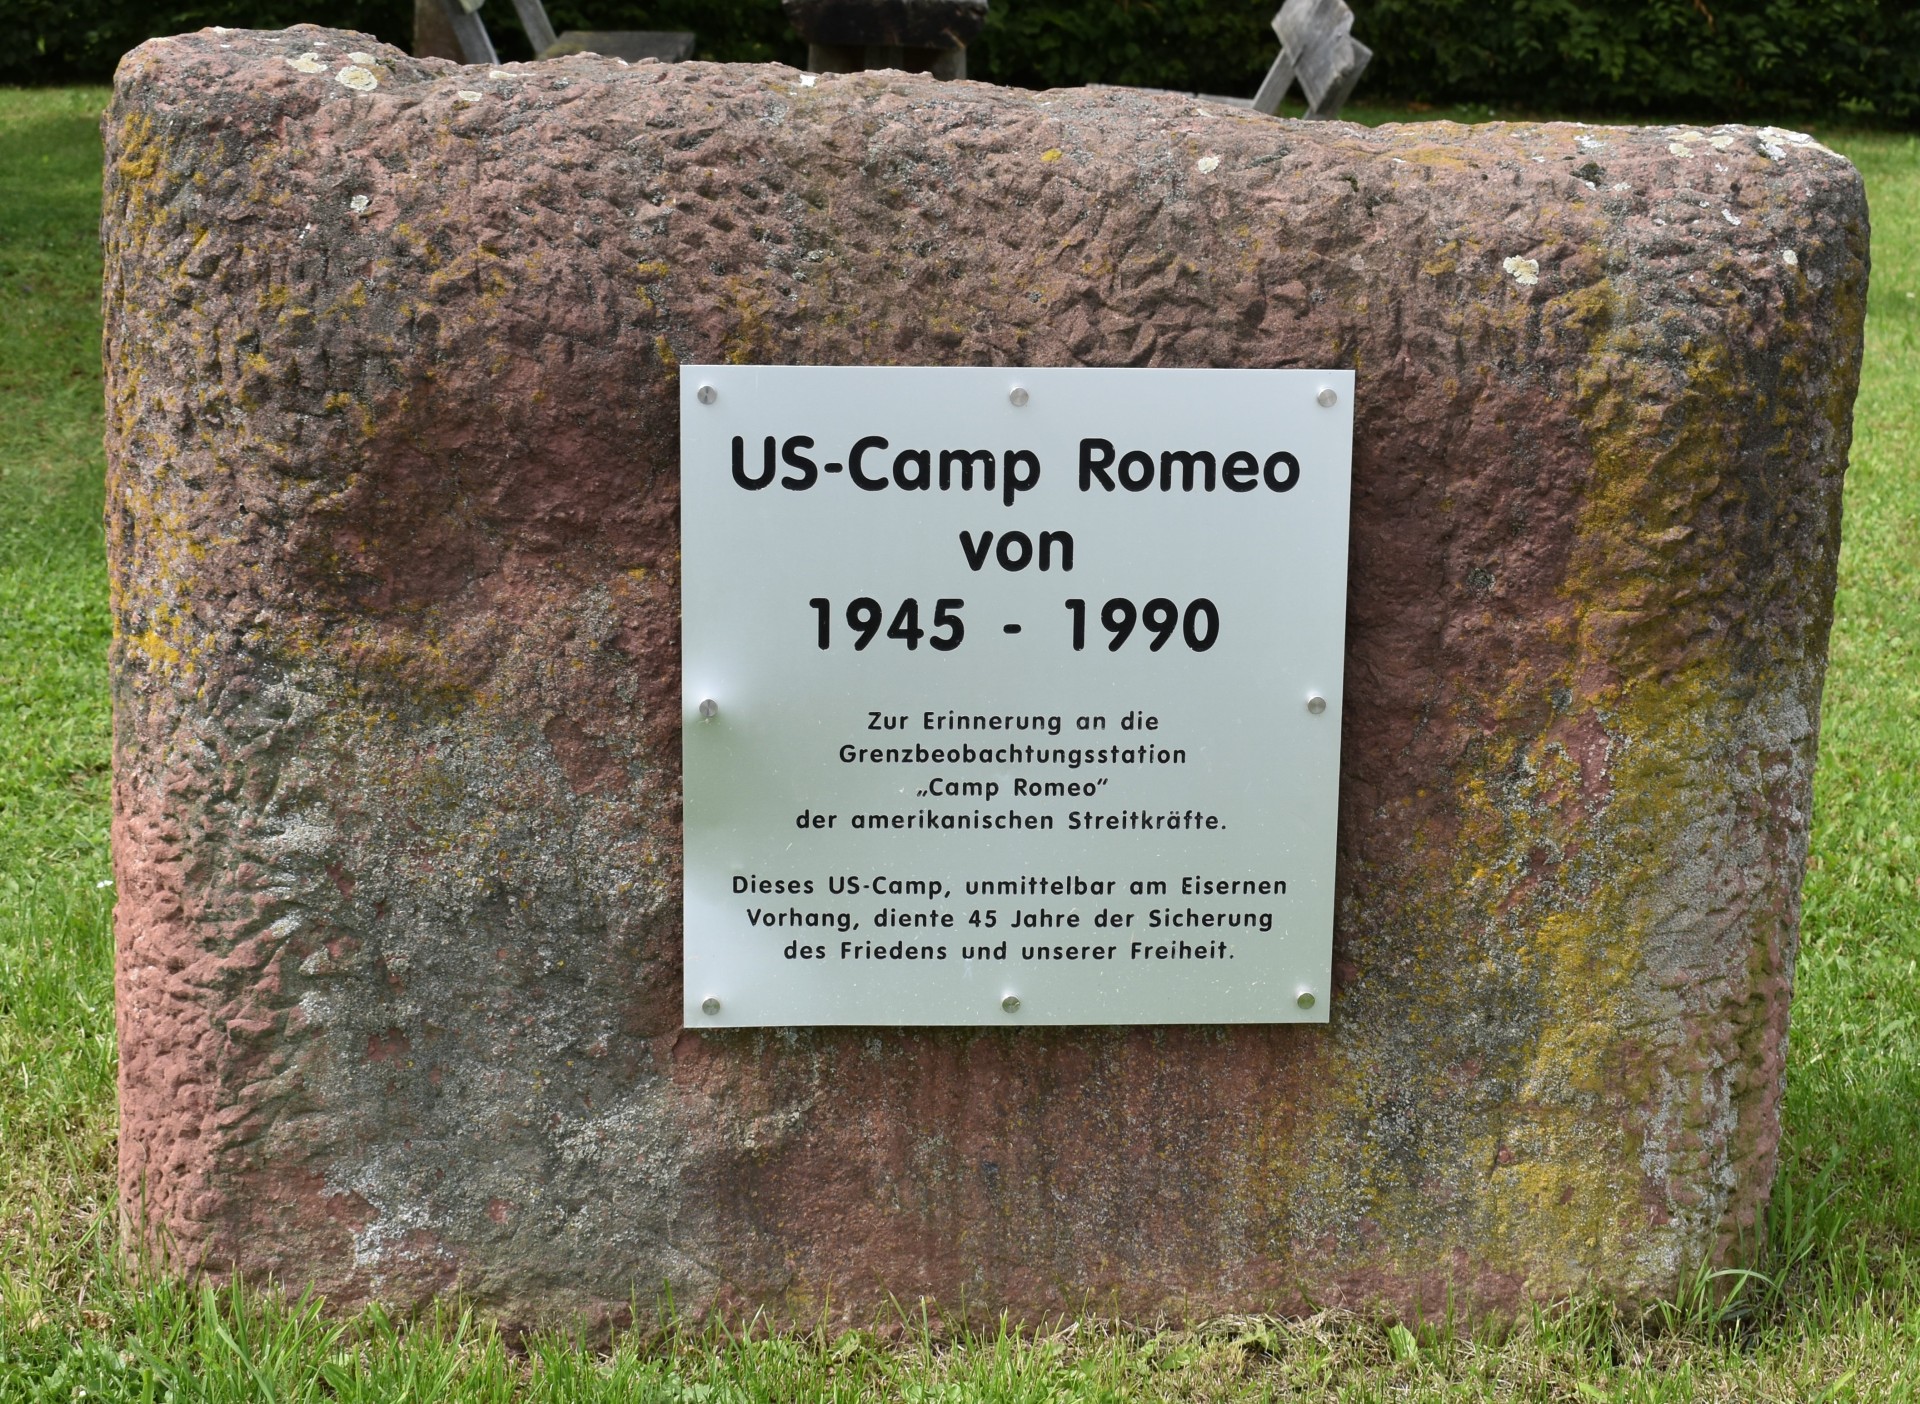 US-Camp Romeo
von
1945 - 1990
Zur Erinnerung an die
Grenzbeobachtungsstation
„Camp Romeo“
der amerikanischen Streitkräfte.
Dieses US-Camp, unmittelbar am Eisernen
Vorhang, diente 45 Jahre der Sicherung
des Friedens und unserer Freiheit.